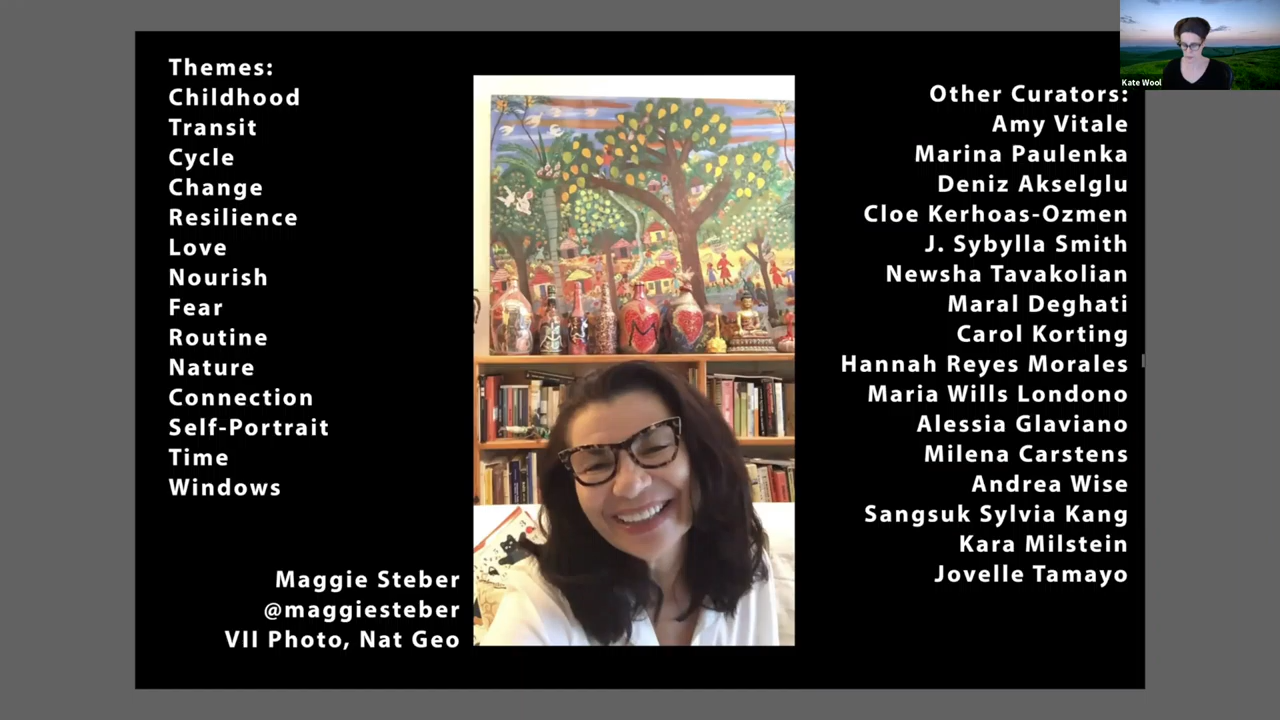 Themes:
Childhood
Transit
Cycle
Change
Resilience
Love
Nourish
Fear
Routine
Nature
Connection
Self-Portrait
Time
Windows
Maggie Steber
@maggiesteber
VII Photo, Nat Geo
Kate Wool
Other Curators:
Amy Vitale
Marina Paulenka
Deniz Akselglu
Cloe Kerhoas-Ozmen
J. Sybylla Smith
Newsha Tavakolian
Maral Deghati
Carol Korting
Hannah Reyes Morales
Maria Wills Londono
Alessia Glaviano
Milena Carstens
Andrea Wise
Sangsuk Sylvia Kang
Kara Milstein
Jovelle Tamayo